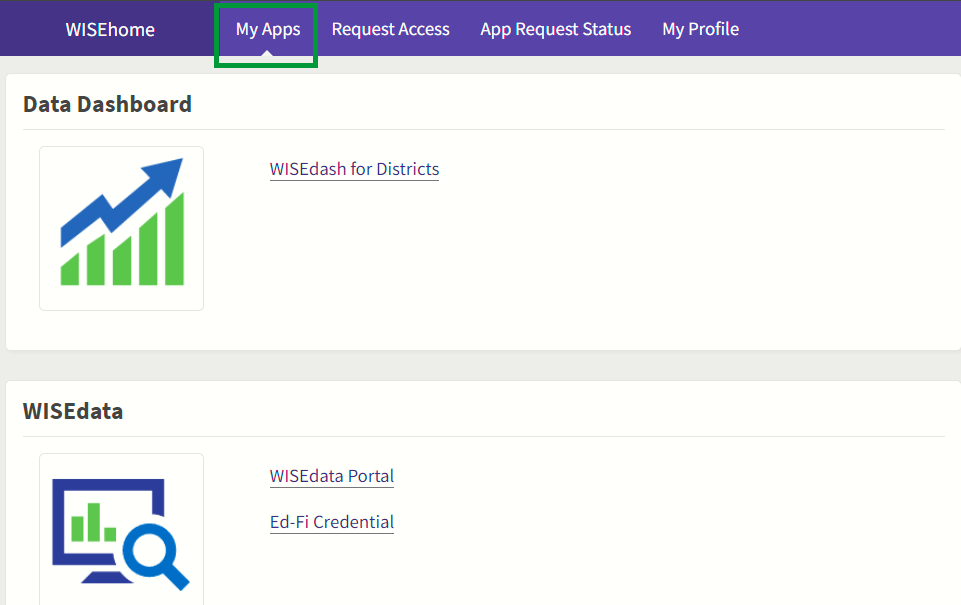 WISEhome My Apps Request Access App Request Status My Profile
Data Dashboard
WISEdash for Districts
WISEdata
WISEdata Portal
Ed-Fi Credential